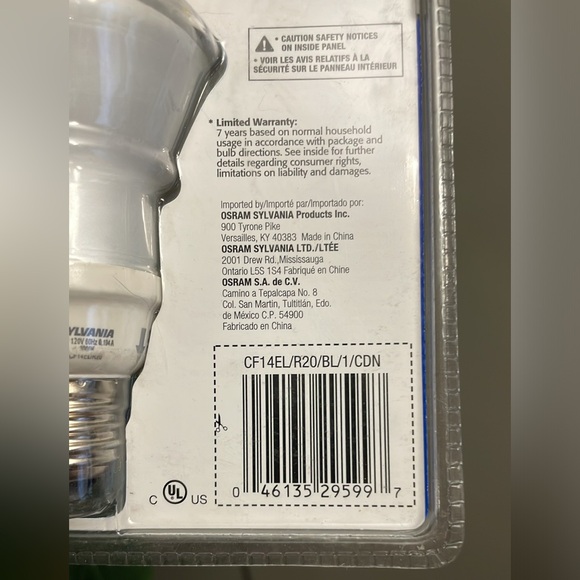 • CAUTION SAFETY NOTICES
ON INSIDE PANEL
• VOIR LES AVIS RELATIFS À LA
SÉCURITÉ SUR LE PANNEAU INTÉRIEUR
* Limited Warranty:
7 years based on normal household
usage in accordance with package and
bulb directions. See inside for further
details regarding consumer rights,
limitations on liability and damages.
Imported by/Importé par/Importado por:
OSRAM SYLVANIA Products Inc.
900 Tyrone Pike
Versailles, KY 40383 Made in China
OSRAM SYLVANIA LTD./LTÉE
2001 Drew Rd.,Mississauga
Ontario L5S 1S4 Fabriqué en Chine
OSRAM S.A. de C.V.
Camino a Tepalcapa No. 8
Col. San Martin, Tultitlán, Edo.
de México C.P. 54900
Fabricado en China
YLVANIA
120V 60Hz
CF14EL/R20/BL/1/CDN
0 46135 29599 7
C UL US